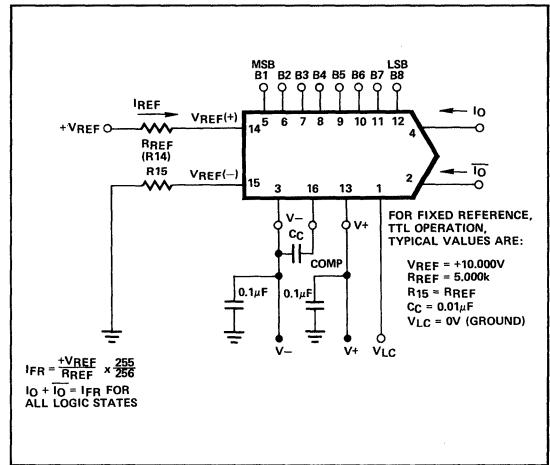 MSB LSB
B1 B2 B3 B4 B5 B6 B7 B8
IREF
+VREF
VREF(+)
14
5 6 7 8 9 10 11 12
IO
4
RREF
(R14)
R15
VREF(−)
15
IO
2
3 16 13 1
V− V+
CC
COMP
0.1μF 0.1μF
V− V+ VLC
FOR FIXED REFERENCE,
TTL OPERATION,
TYPICAL VALUES ARE:
VREF = +10.000V
RREF = 5.000k
R15 = RREF
CC = 0.01μF
VLC = 0V (GROUND)
IFR = +VREF/RREF x 255/256
IO + IO = IFR FOR
ALL LOGIC STATES